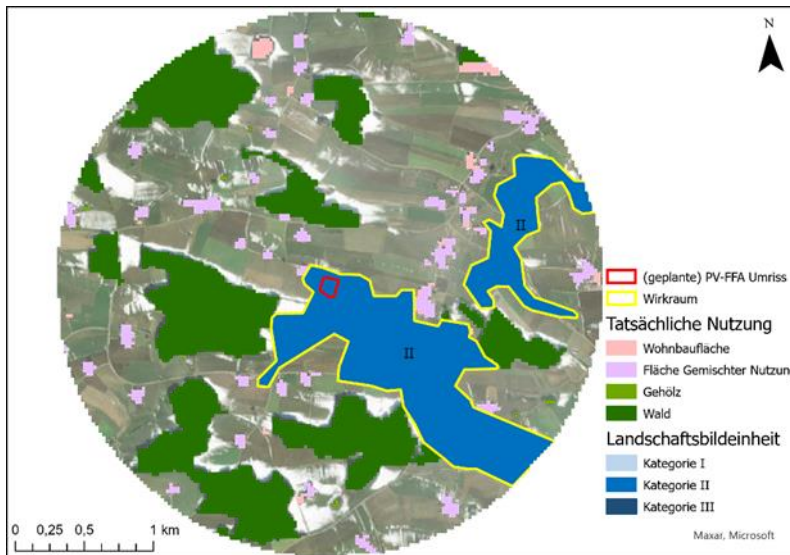 N
II
II
(geplante) PV-FFA Umriss
Wirkraum
Tatsächliche Nutzung
Wohnbaufläche
Fläche Gemischter Nutzung
Gehölz
Wald
Landschaftsbildeinheit
Kategorie I
Kategorie II
Kategorie III
0 0,25 0,5 1 km
Maxar, Microsoft